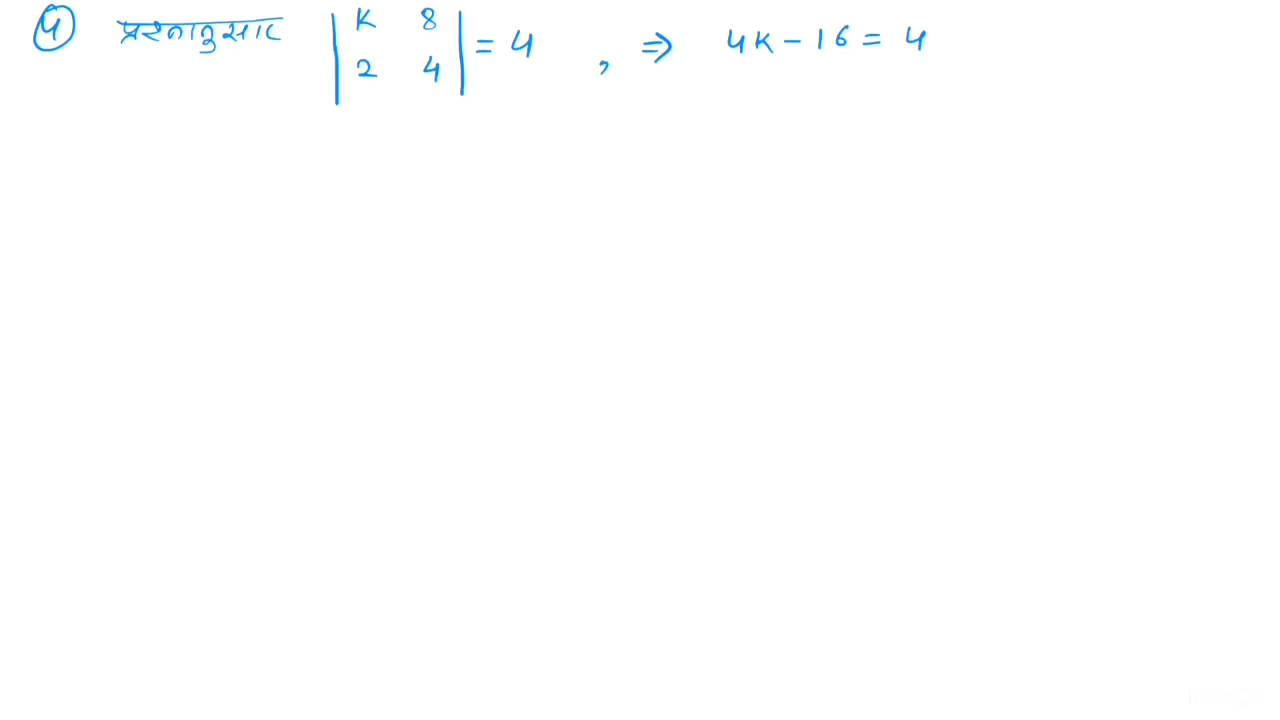 ④ प्रश्नानुसार | K 8 | = 4 , ⇒ 4K - 16 = 4
| 2 4 |